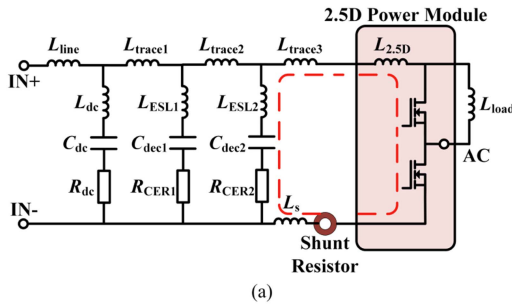 2.5D Power Module
L_line L_trace1 L_trace2 L_trace3 L_2.5D
IN+
L_dc L_ESL1 L_ESL2 L_load
C_dc C_dec1 C_dec2 AC
R_dc R_CER1 R_CER2
IN- L_s
Shunt
Resistor
(a)